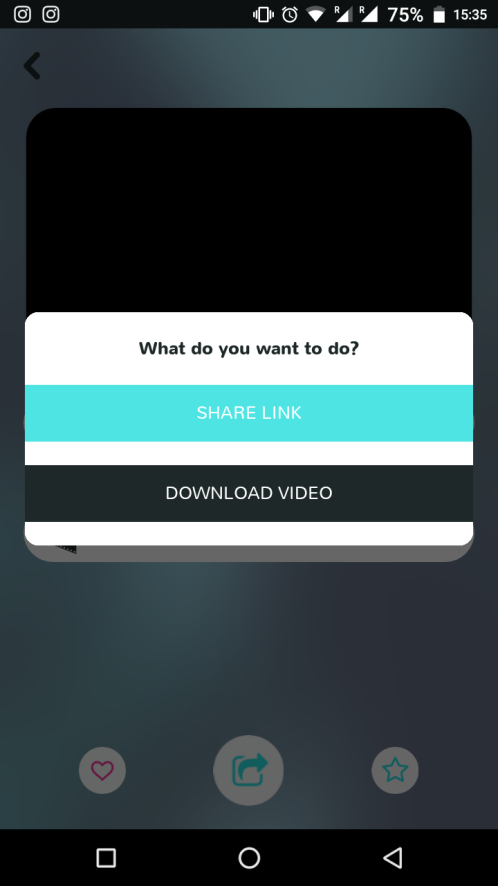 75% 15:35
What do you want to do?
SHARE LINK
DOWNLOAD VIDEO